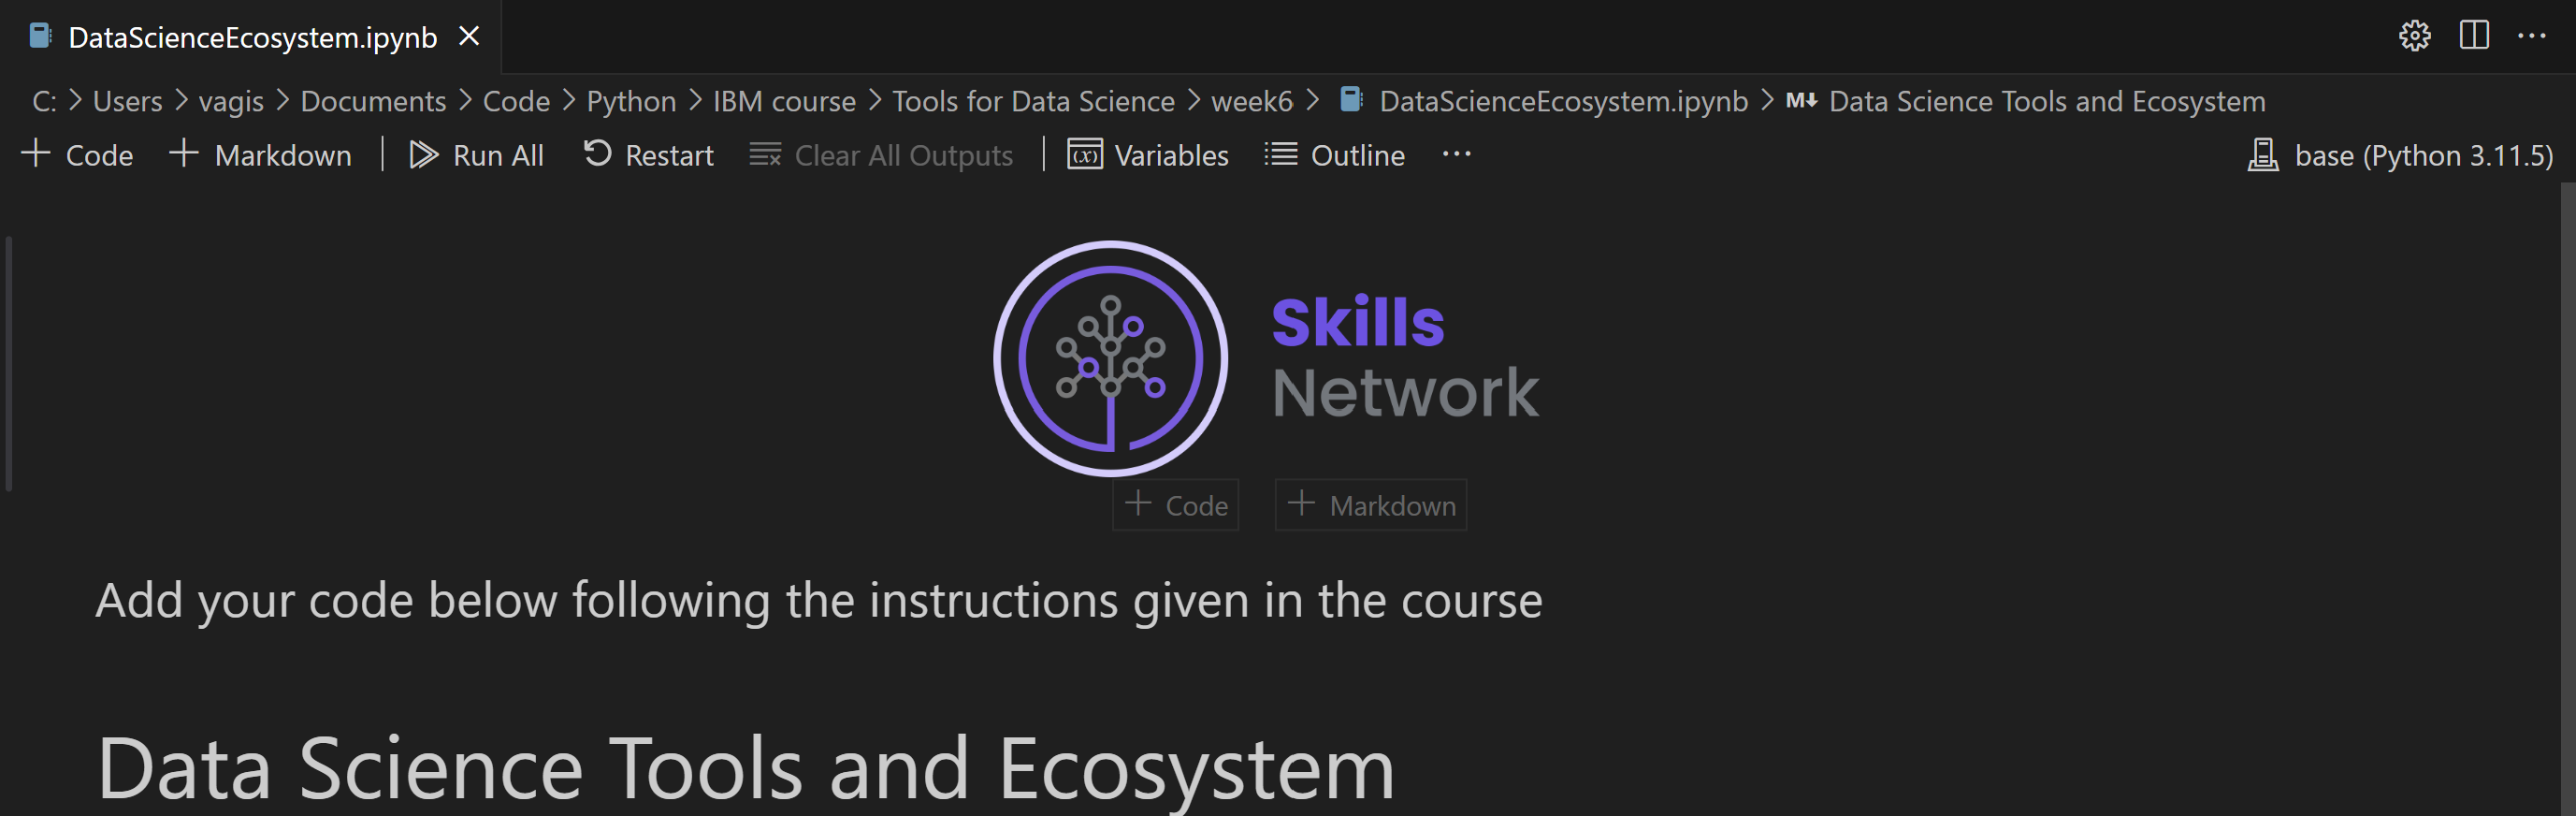 DataScienceEcosystem.ipynb
C: > Users > vagis > Documents > Code > Python > IBM course > Tools for Data Science > week6 > DataScienceEcosystem.ipynb > M↓ Data Science Tools and Ecosystem
+ Code + Markdown | Run All Restart Clear All Outputs | (x) Variables Outline ... base (Python 3.11.5)
Skills
Network
+ Code + Markdown
Add your code below following the instructions given in the course
Data Science Tools and Ecosystem